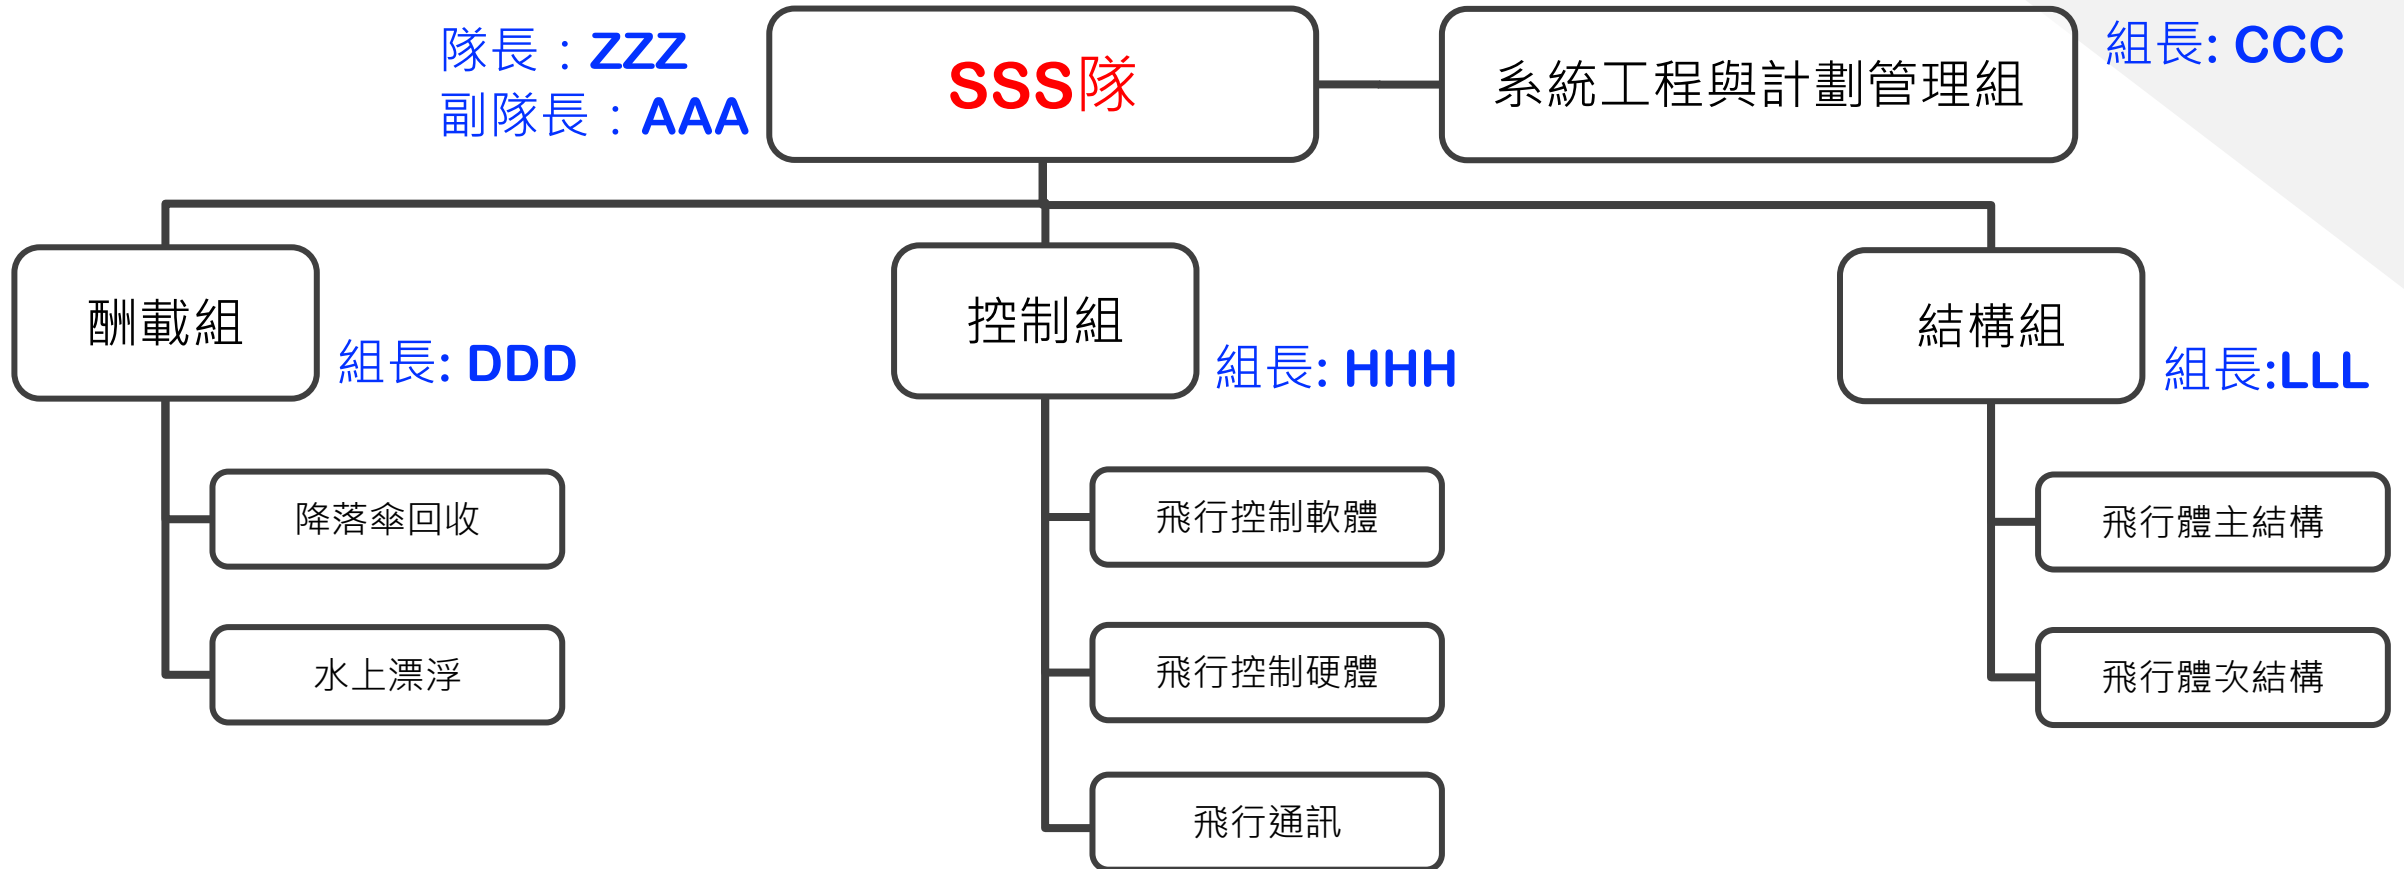 隊長：ZZZ
副隊長：AAA
SSS隊
系統工程與計劃管理組
組長: CCC
酬載組
組長: DDD
控制組
組長: HHH
結構組
組長:LLL
降落傘回收
飛行控制軟體
飛行體主結構
水上漂浮
飛行控制硬體
飛行體次結構
飛行通訊